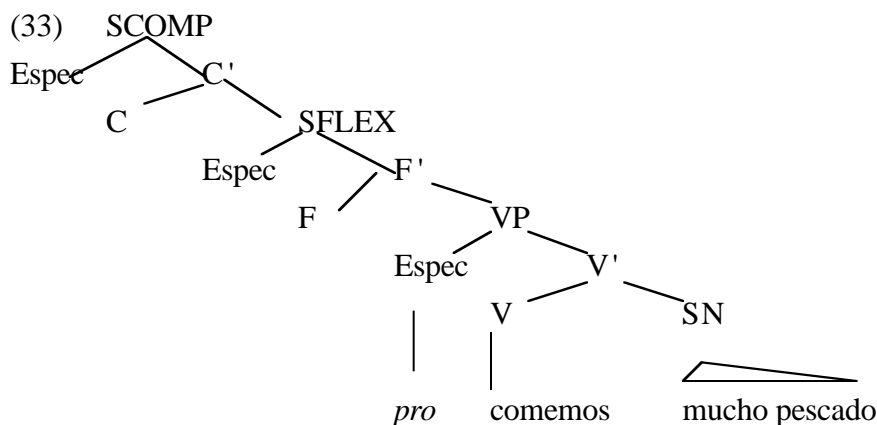 (33) SCOMP
Espec C'
C SFLEX
Espec F'
F VP
Espec V'
V SN
pro comemos mucho pescado